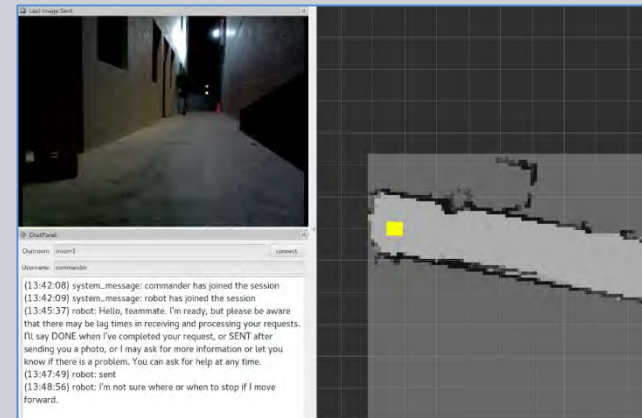 Last Image Sent
ChatPanel
Chatroom: room1 connect
Username: commander
(13:42:08) system_message: commander has joined the session
(13:42:09) system_message: robot has joined the session
(13:45:37) robot: Hello, teammate. I'm ready, but please be aware
that there may be lag times in receiving and processing your requests.
I'll say DONE when I've completed your request, or SENT after
sending you a photo, or I may ask for more information or let you
know if there is a problem. You can ask for help at any time.
(13:47:49) robot: sent
(13:48:56) robot: I'm not sure where or when to stop if I move
forward.